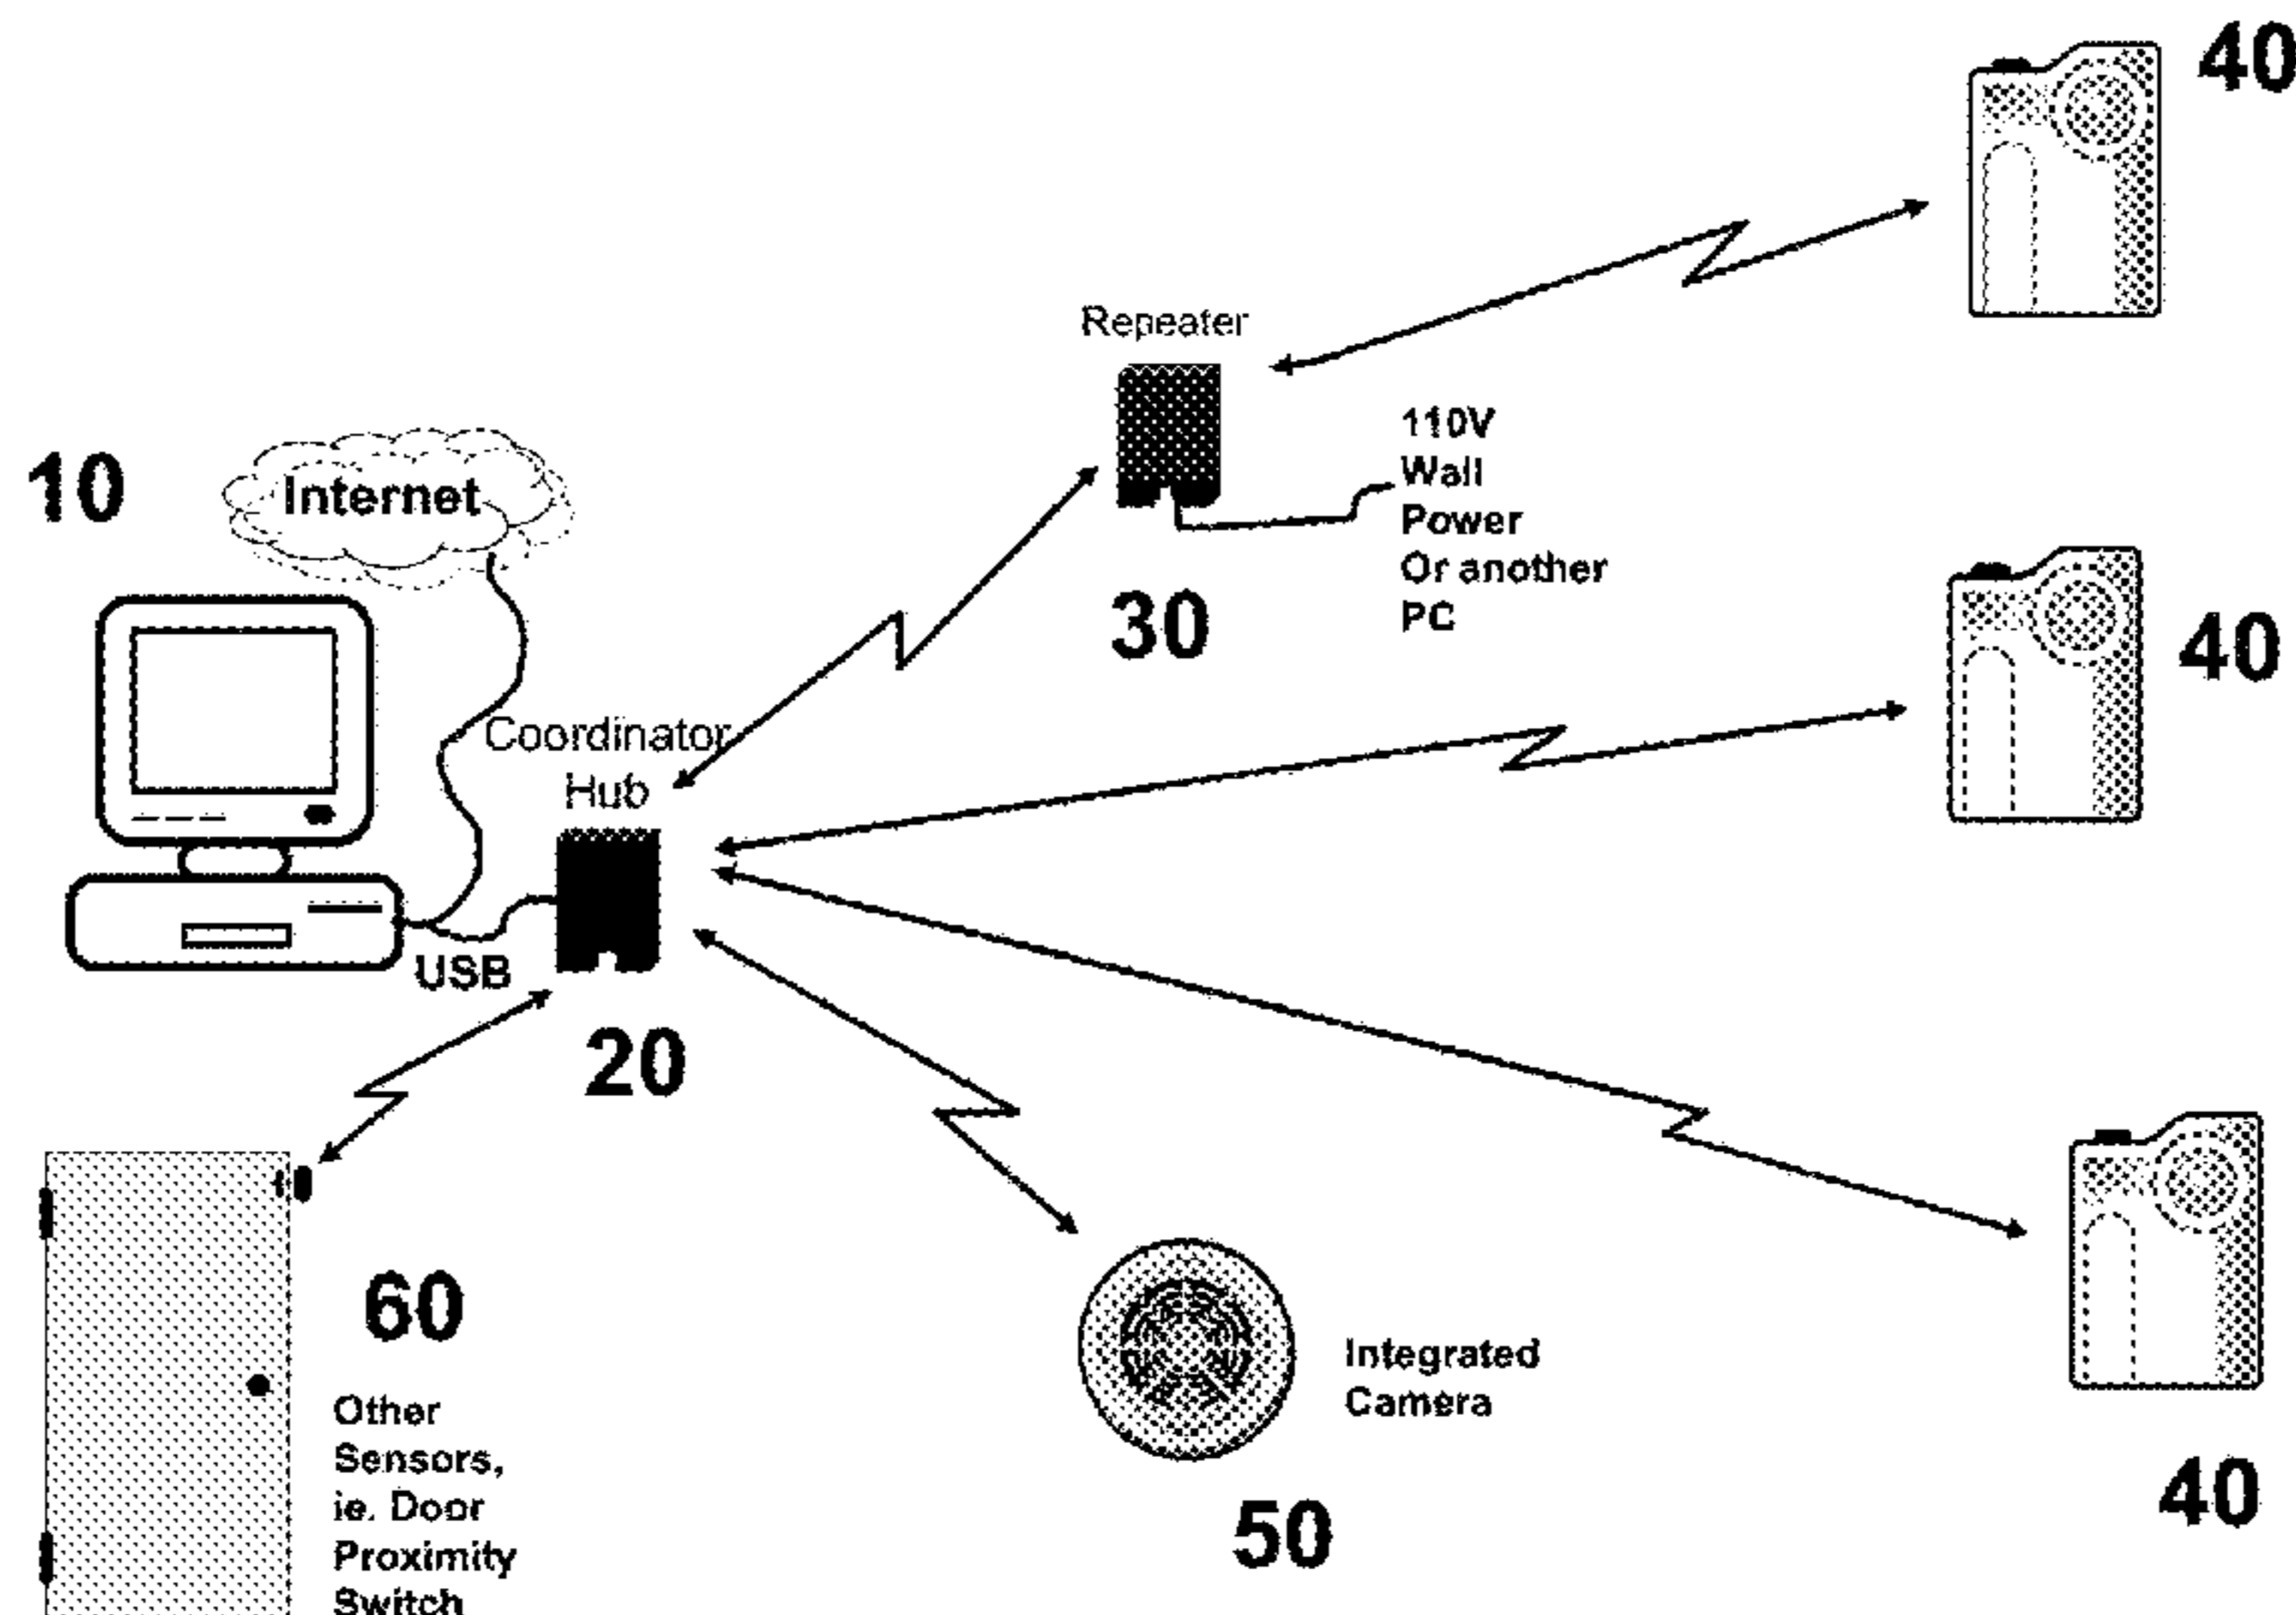 40
Repeater
110V
Wall
Power
Or another
PC
10
Internet
30
40
Coordinator
Hub
USB
20
60
Other
Sensors,
ie. Door
Proximity
Switch
Integrated
Camera
50
40